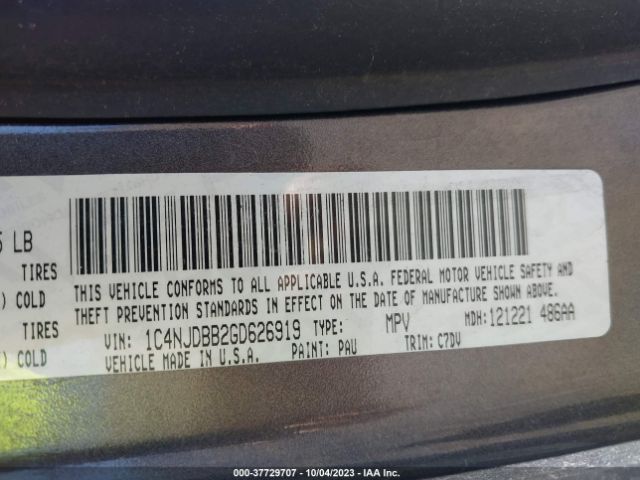 5 LB
TIRES
) COLD
TIRES
) COLD
THIS VEHICLE CONFORMS TO ALL APPLICABLE U.S.A. FEDERAL MOTOR VEHICLE SAFETY AND
THEFT PREVENTION STANDARDS IN EFFECT ON THE DATE OF MANUFACTURE SHOWN ABOVE.
VIN: 1C4NJDBB2GD626919 TYPE: MPV MDH: 121221 486AA
VEHICLE MADE IN U.S.A. PAINT: PAU TRIM: C7DV
000-37729707 - 10/04/2023 - IAA Inc.